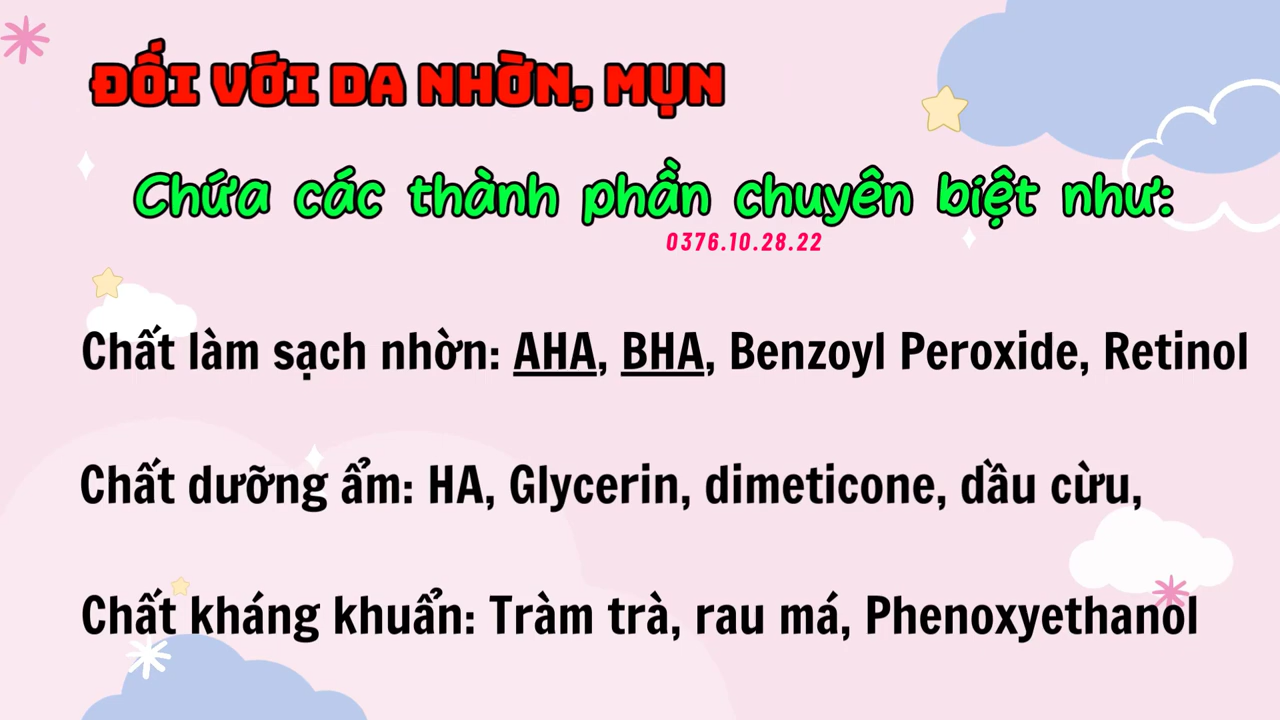 ĐỐI VỚI DA NHỜN, MỤN
Chứa các thành phần chuyên biệt như:
0376.10.28.22
Chất làm sạch nhờn: AHA, BHA, Benzoyl Peroxide, Retinol
Chất dưỡng ẩm: HA, Glycerin, dimeticone, dầu cừu,
Chất kháng khuẩn: Tràm trà, rau má, Phenoxyethanol